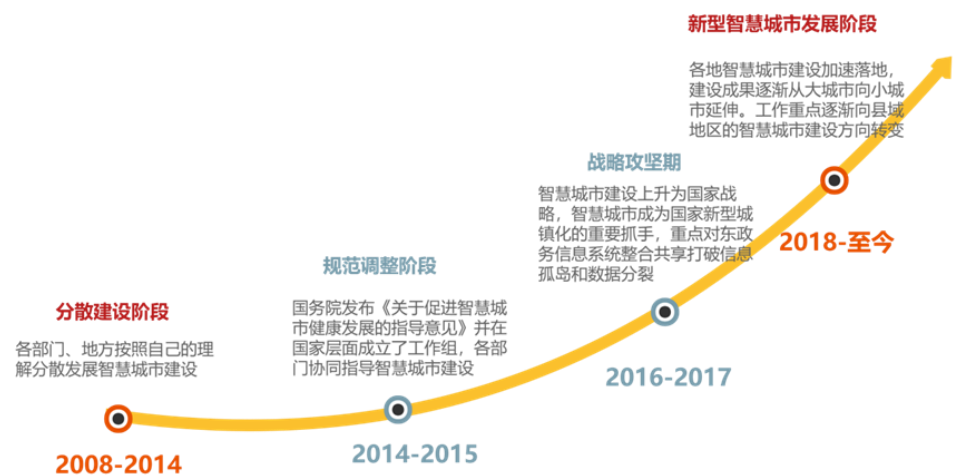 分散建设阶段
各部门、地方按照自己的理
解分散发展智慧城市建设
2008-2014
规范调整阶段
国务院发布《关于促进智慧城
市健康发展的指导意见》并在
国家层面成立了工作组，各部
门协同指导智慧城市建设
2014-2015
战略攻坚期
智慧城市建设上升为国家战
略，智慧城市成为国家新型城
镇化的重要抓手，重点对东政
务信息系统整合共享打破信息
孤岛和数据分裂
2016-2017
新型智慧城市发展阶段
各地智慧城市建设加速落地，
建设成果逐渐从大城市向小城
市延伸。工作重点逐渐向县域
地区的智慧城市建设方向转变
2018-至今